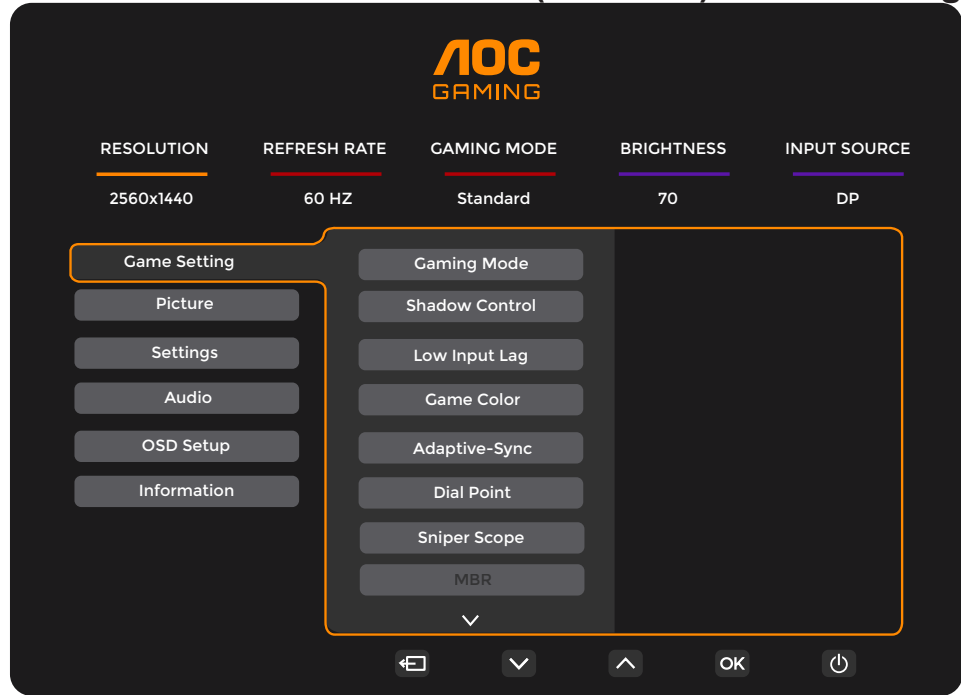 AOC
GAMING
RESOLUTION REFRESH RATE GAMING MODE BRIGHTNESS INPUT SOURCE
2560x1440 60 HZ Standard 70 DP
Game Setting
Picture
Settings
Audio
OSD Setup
Information
Gaming Mode
Shadow Control
Low Input Lag
Game Color
Adaptive-Sync
Dial Point
Sniper Scope
MBR
OK